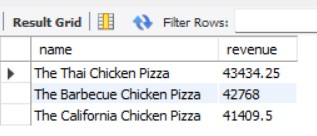 Result Grid Filter Rows:
name revenue
The Thai Chicken Pizza 43434.25
The Barbecue Chicken Pizza 42768
The California Chicken Pizza 41409.5